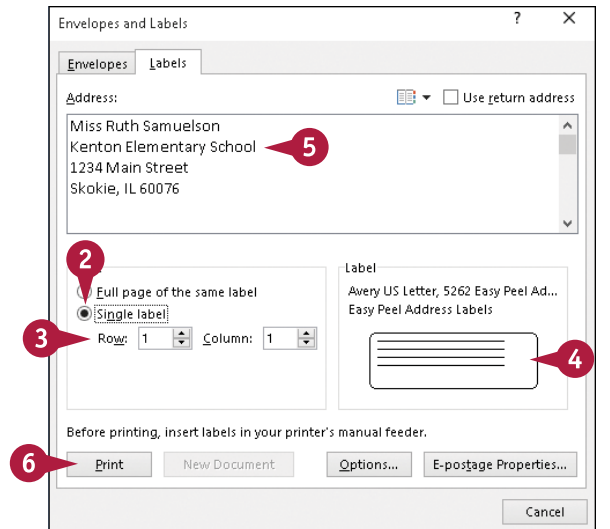 Envelopes and Labels ? ×
Envelopes Labels
Address: Use return address
Miss Ruth Samuelson
Kenton Elementary School 5
1234 Main Street
Skokie, IL 60076
2
Label
Full page of the same label
Avery US Letter, 5262 Easy Peel Ad...
Single label
Easy Peel Address Labels
3 Row: 1 Column: 1
4
Before printing, insert labels in your printer's manual feeder.
6 Print New Document Options... E-postage Properties...
Cancel